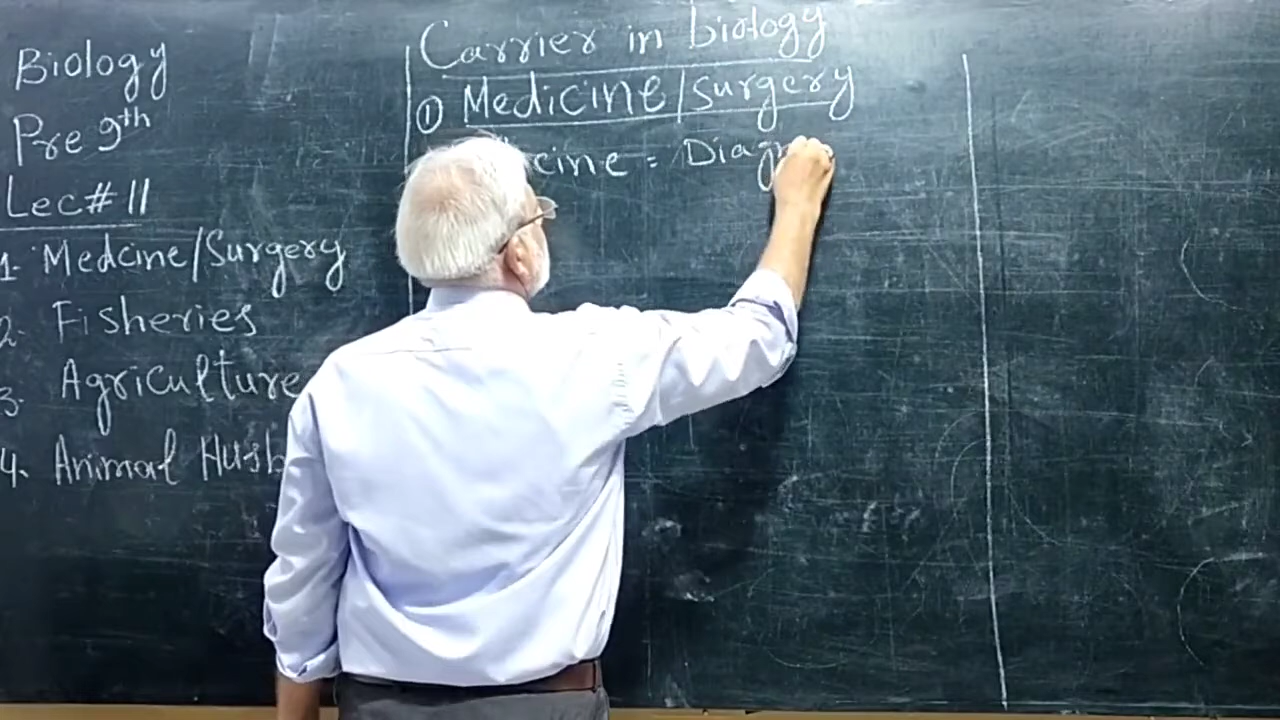 Biology
Pre 9th
Lec# 11
1. Medcine/Surgery
2. Fisheries
3. Agriculture
4. Animal Husb
Carrier in biology
① Medicine/surgery
cine = Diagn